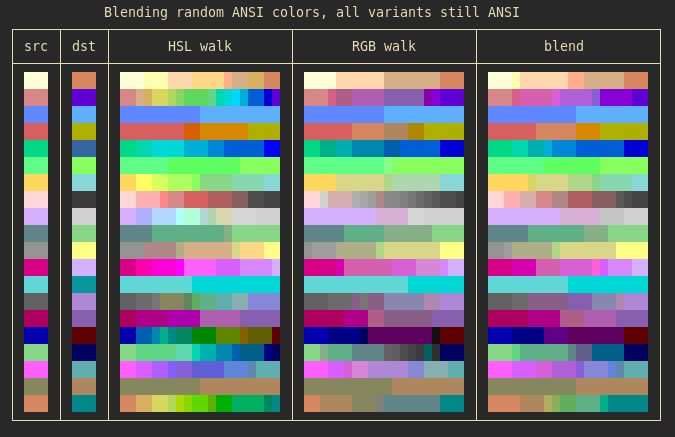 Blending random ANSI colors, all variants still ANSI
src dst HSL walk RGB walk blend